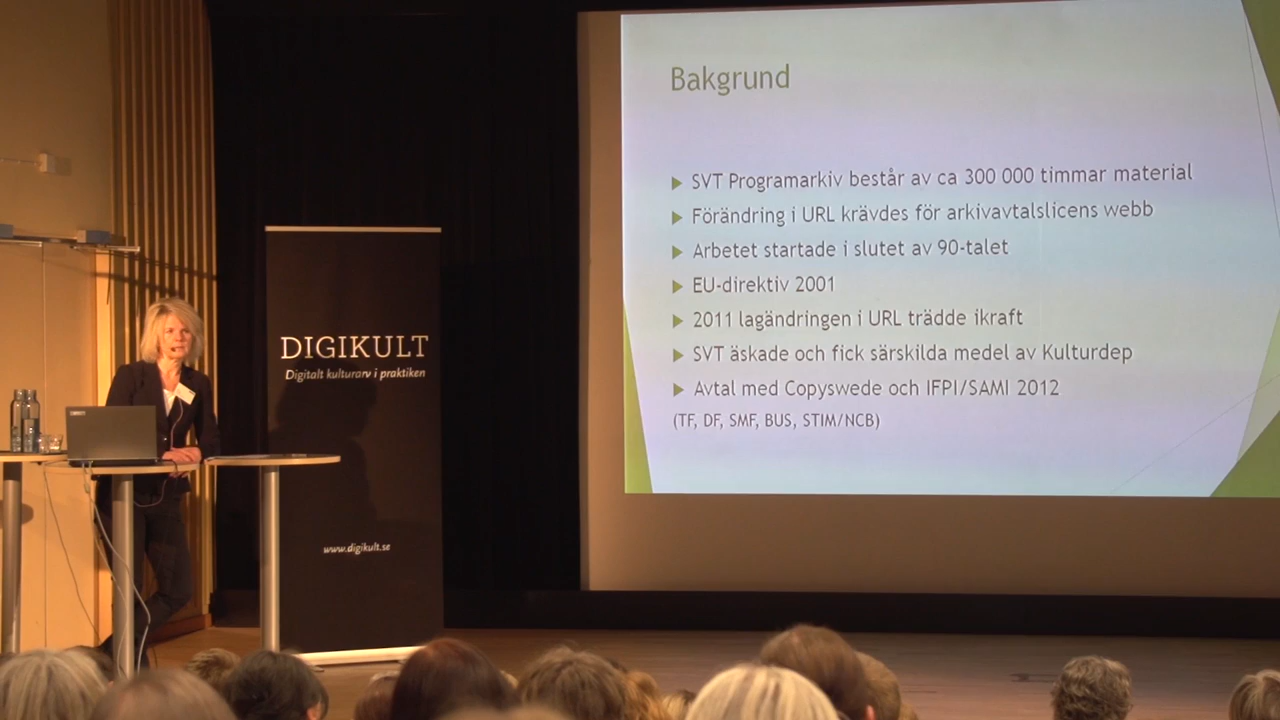 Bakgrund
SVT Programarkiv består av ca 300 000 timmar material
Förändring i URL krävdes för arkivavtalslicens webb
Arbetet startade i slutet av 90-talet
EU-direktiv 2001
2011 lagändringen i URL trädde ikraft
SVT äskade och fick särskilda medel av Kulturdep
Avtal med Copyswede och IFPI/SAMI 2012
(TF, DF, SMF, BUS, STIM/NCB)
DIGIKULT
Digitalt kulturarv i praktiken
www.digikult.se